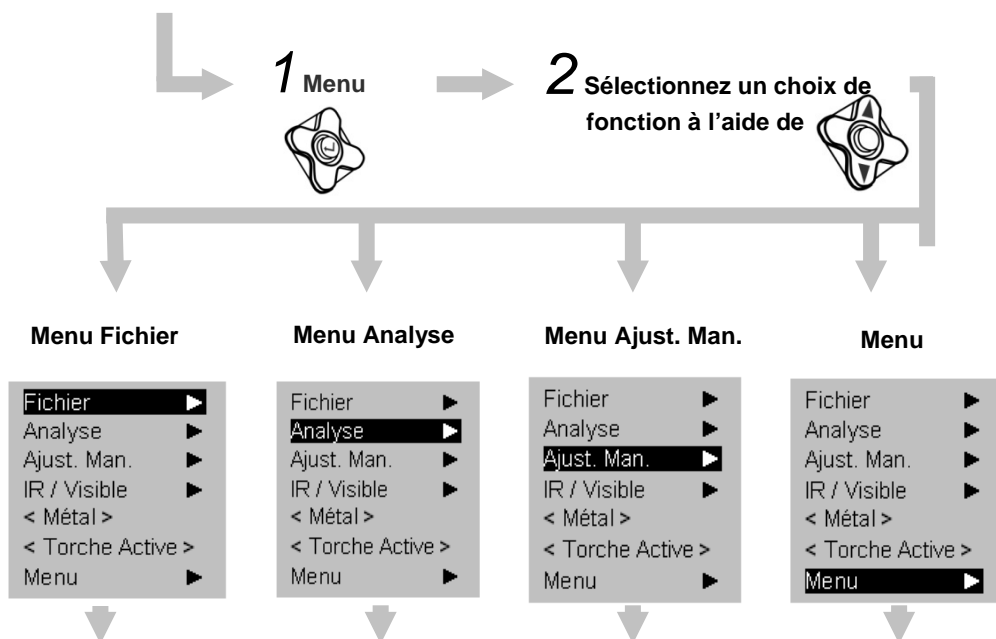 1 Menu
2 Sélectionnez un choix de
fonction à l'aide de
Menu Fichier
Fichier
Analyse
Ajust. Man.
IR / Visible
< Métal >
< Torche Active >
Menu
Menu Analyse
Fichier
Analyse
Ajust. Man.
IR / Visible
< Métal >
< Torche Active >
Menu
Menu Ajust. Man.
Fichier
Analyse
Ajust. Man.
IR / Visible
< Métal >
< Torche Active >
Menu
Menu
Fichier
Analyse
Ajust. Man.
IR / Visible
< Métal >
< Torche Active >
Menu